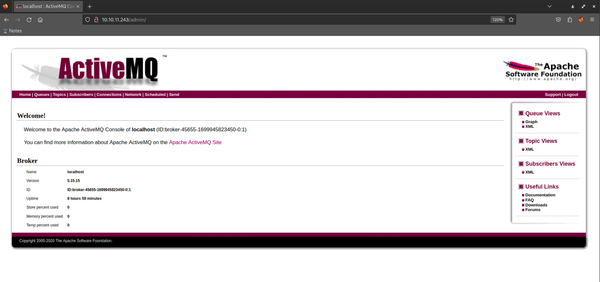 localhost : ActiveMQ Con
10.10.11.243/admin/
120%
Notes
ActiveMQ
™
The Apache
Software Foundation
http://www.apache.org/
Home | Queues | Topics | Subscribers | Connections | Network | Scheduled | Send
Support | Logout
Welcome!
Welcome to the Apache ActiveMQ Console of localhost (ID:broker-45655-1699945823450-0:1)
You can find more information about Apache ActiveMQ on the Apache ActiveMQ Site
Broker
Name localhost
Version 5.15.15
ID ID:broker-45655-1699945823450-0:1
Uptime 8 hours 59 minutes
Store percent used 0
Memory percent used 0
Temp percent used 0
Queue Views
Graph
XML
Topic Views
XML
Subscribers Views
XML
Useful Links
Documentation
FAQ
Downloads
Forums
Copyright 2005-2020 The Apache Software Foundation.